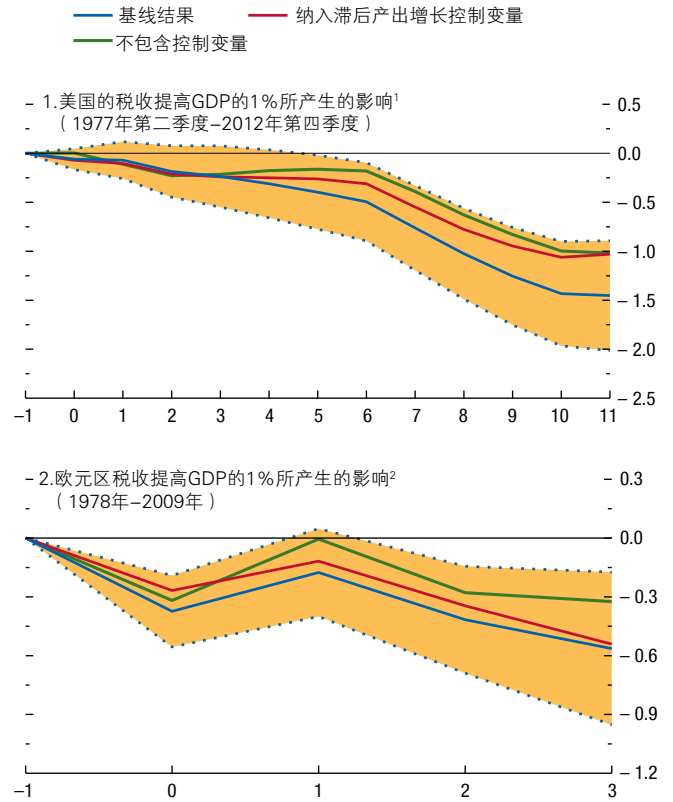 基线结果
纳入滞后产出增长控制变量
不包含控制变量
1.美国的税收提高GDP的1%所产生的影响¹
（1977年第二季度–2012年第四季度）
0.5
0.0
–0.5
–1.0
–1.5
–2.0
–2.5
–1 0 1 2 3 4 5 6 7 8 9 10 11
2.欧元区税收提高GDP的1%所产生的影响²
（1978年–2009年）
0.3
0.0
–0.3
–0.6
–0.9
–1.2
–1 0 1 2 3